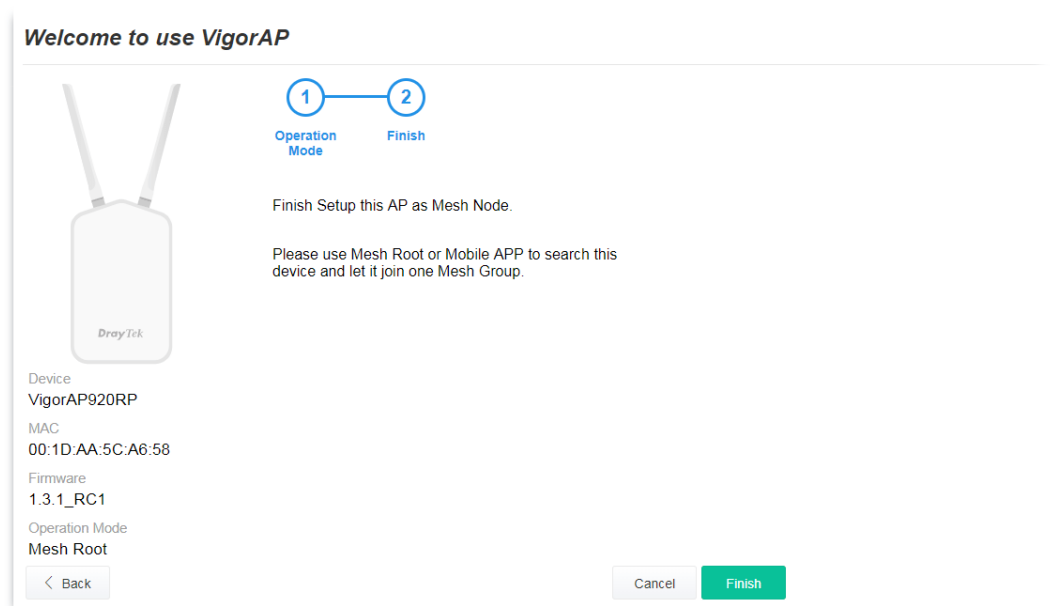 Welcome to use VigorAP
1
2
Operation
Mode
Finish
Finish Setup this AP as Mesh Node.
Please use Mesh Root or Mobile APP to search this
device and let it join one Mesh Group.
DrayTek
Device
VigorAP920RP
MAC
00:1D:AA:5C:A6:58
Firmware
1.3.1_RC1
Operation Mode
Mesh Root
Back
Cancel
Finish